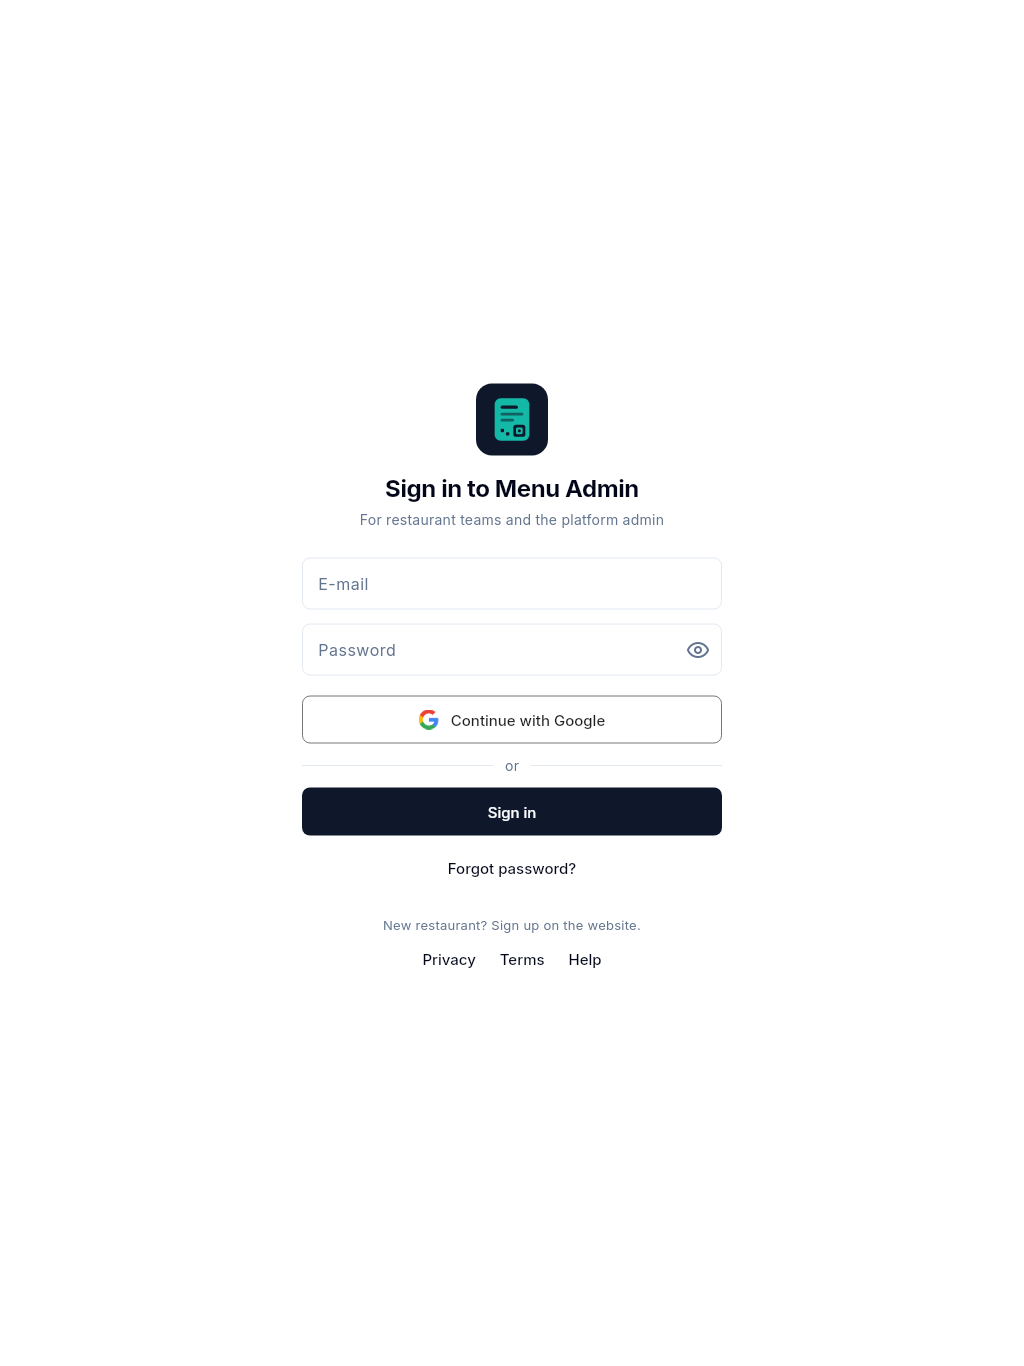 Sign in to Menu Admin
For restaurant teams and the platform admin
E-mail
Password
Continue with Google
or
Sign in
Forgot password?
New restaurant? Sign up on the website.
Privacy Terms Help